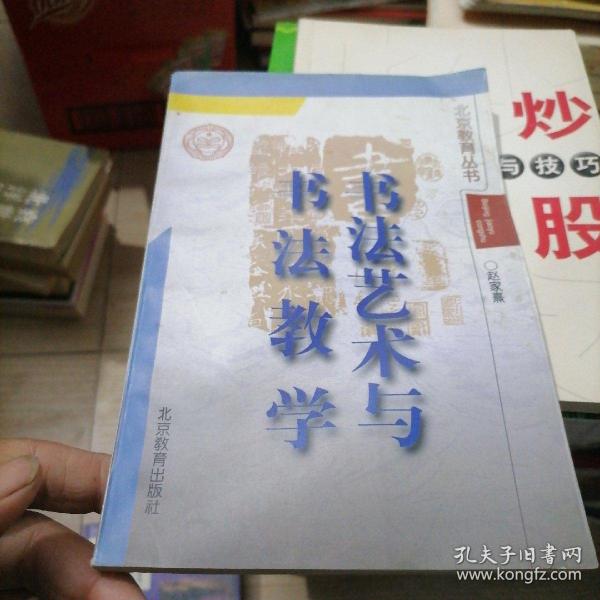 北京教育丛书
书法艺术与
书法教学
○赵家熹
北京教育出版社
炒
与技巧
股
孔夫子旧书网
www.kongfz.com